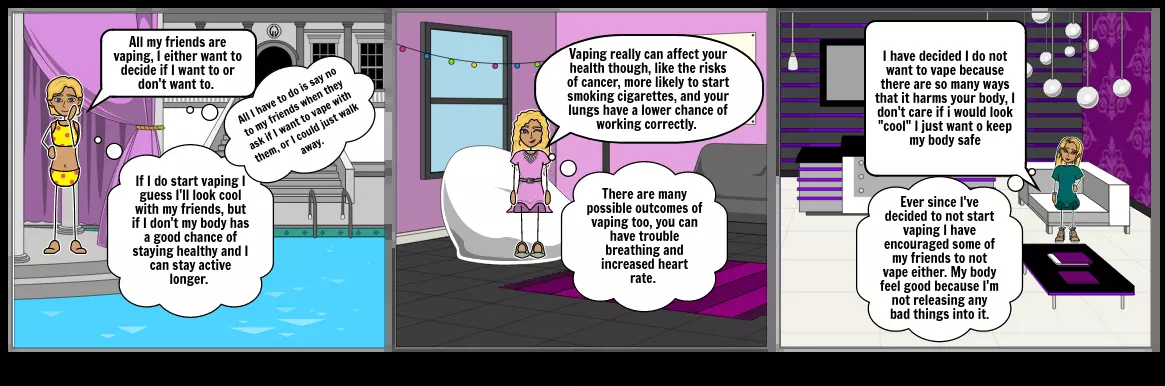 All my friends are
vaping, I either want to
decide if I want to or
don't want to.
All I have to do is say no
to my friends when they
ask if I want to vape with
them, or I could just walk
away.
If I do start vaping I
guess I'll look cool
with my friends, but
if I don't my body has
a good chance of
staying healthy and I
can stay active
longer.
Vaping really can affect your
health though, like the risks
of cancer, more likely to start
smoking cigarettes, and your
lungs have a lower chance of
working correctly.
There are many
possible outcomes of
vaping too, you can
have trouble
breathing and
increased heart
rate.
I have decided I do not
want to vape because
there are so many ways
that it harms your body, I
don't care if i would look
"cool" I just want o keep
my body safe
Ever since I've
decided to not start
vaping I have
encouraged some of
my friends to not
vape either. My body
feel good because I'm
not releasing any
bad things into it.